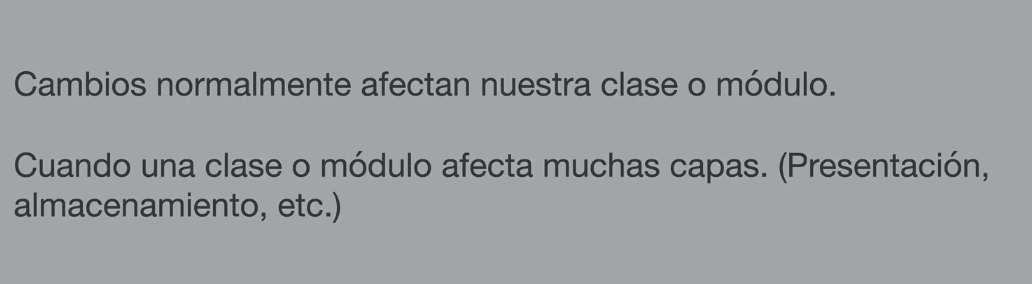 Cambios normalmente afectan nuestra clase o módulo.
Cuando una clase o módulo afecta muchas capas. (Presentación,
almacenamiento, etc.)